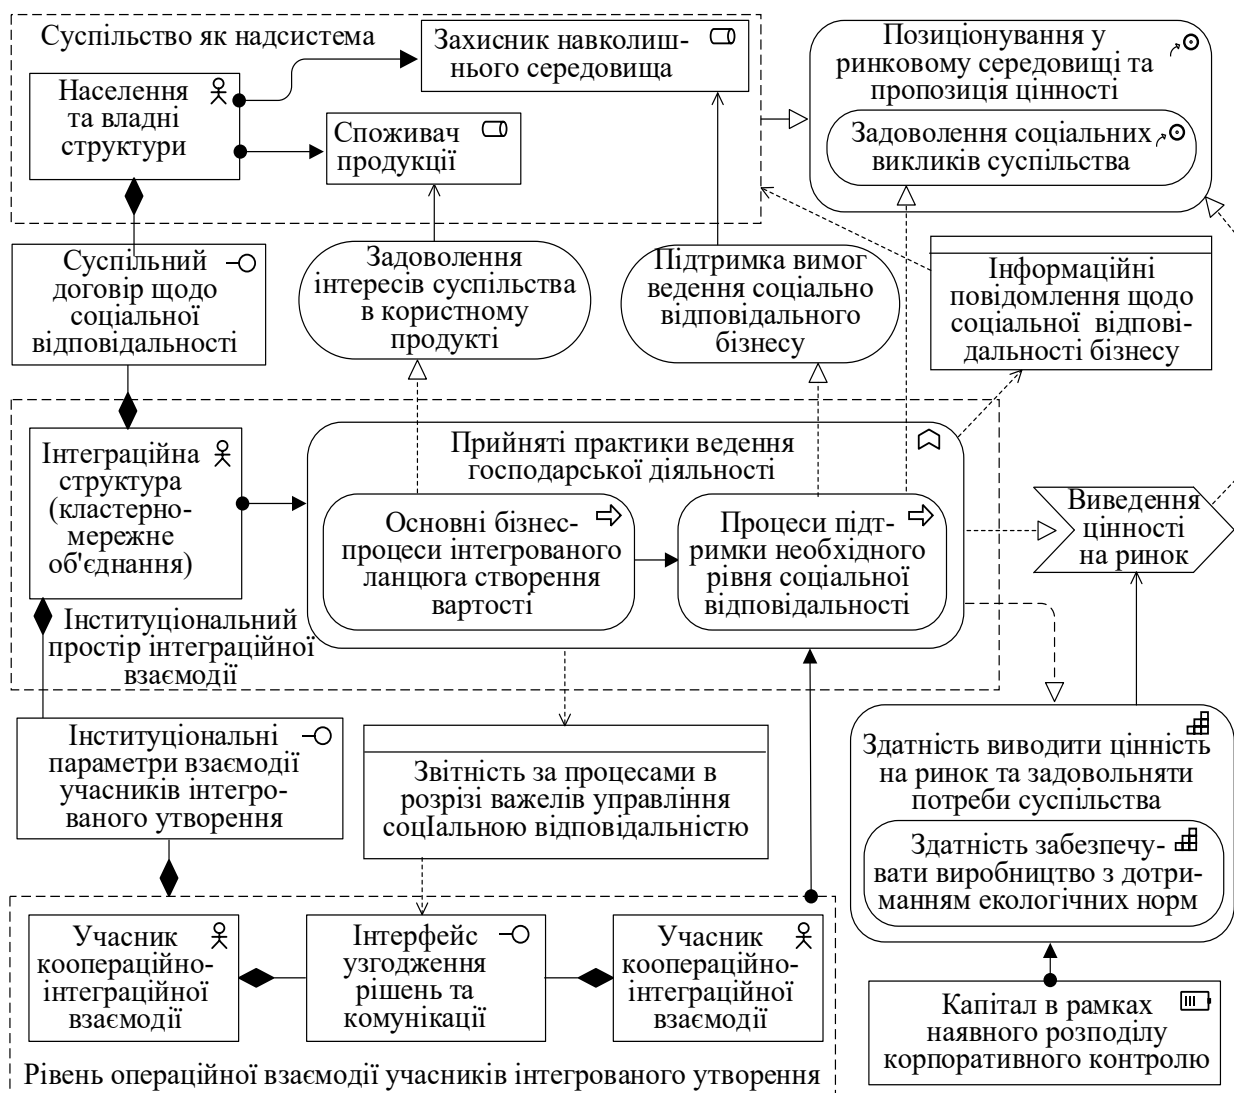 Суспільство як надсистема
Населення
та владні
структури
Захисник навколиш-
нього середовища
Споживач
продукції
Позиціонування у
ринковому середовищі та
пропозиція цінності
Задоволення соціальних
викликів суспільства
Суспільний
договір щодо
соціальної
відповідальності
Задоволення
інтересів суспільства
в користному
продукті
Підтримка вимог
ведення соціально
відповідального
бізнесу
Інформаційні
повідомлення щодо
соціальної відпові-
дальності бізнесу
Інтеграційна
структура
(кластерно-
мережне
об'єднання)
Інституціональний
простір інтеграційної
взаємодії
Прийняті практики ведення
господарської діяльності
Основні бізнес-
процеси інтегрованого
ланцюга створення
вартості
Процеси підт-
римки необхідного
рівня соціальної
відповідальності
Виведення
цінності
на ринок
Інституціональні
параметри взаємодії
учасників інтегро-
ваного утворення
Звітність за процесами в
розрізі важелів управління
соцІальною відповідальністю
Здатність виводити цінність
на ринок та задовольняти
потреби суспільства
Здатність забезпечу-
вати виробництво з дотри-
манням екологічних норм
Учасник
коопераційно-
інтеграційної
взаємодії
Інтерфейс
узгодження
рішень та
комунікації
Учасник
коопераційно-
інтеграційної
взаємодії
Капітал в рамках
наявного розподілу
корпоративного контролю
Рівень операційної взаємодії учасників інтегрованого утворення